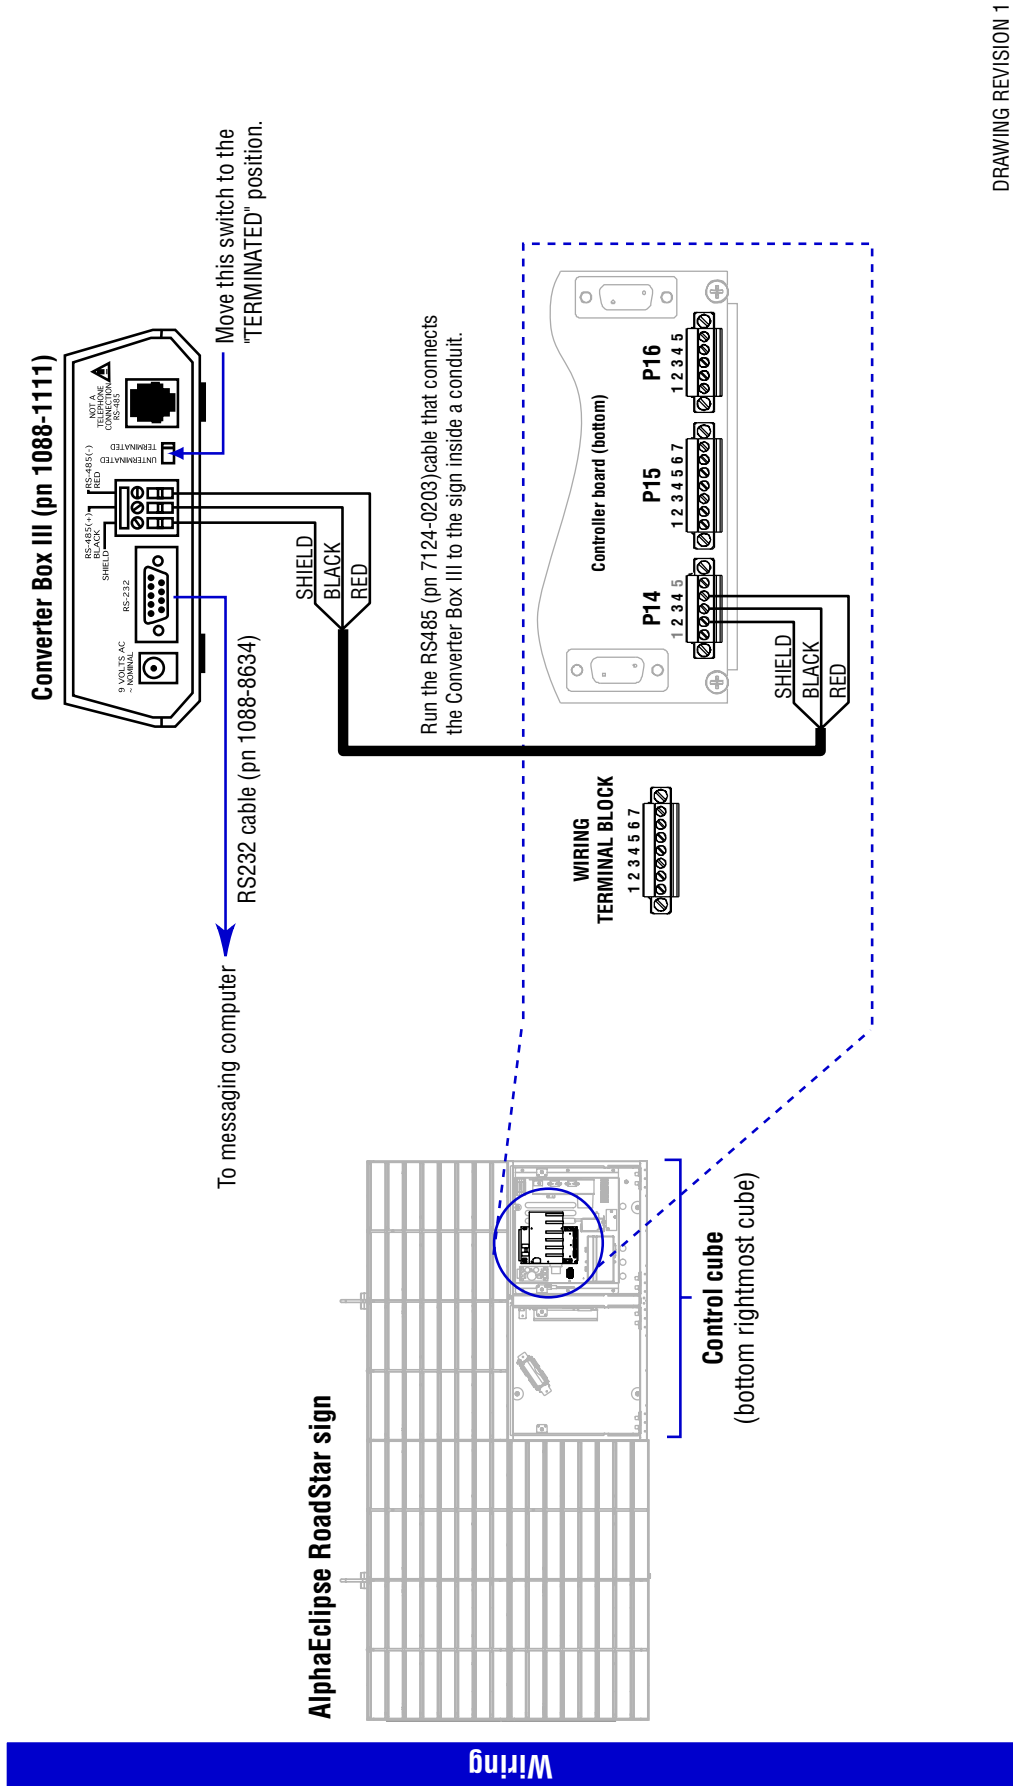 Wiring
Converter Box III (pn 1088-1111)
9 VOLTS AC
~ NOMINAL
RS-232
SHIELD
RS-485(+)
BLACK
RS-485(-)
RED
UNTERMINATED
TERMINATED
NOT A
TELEPHONE
CONNECTION
RS-485
Move this switch to the
"TERMINATED" position.
To messaging computer
RS232 cable (pn 1088-8634)
SHIELD
BLACK
RED
AlphaEclipse RoadStar sign
Run the RS485 (pn 7124-0203)cable that connects
the Converter Box III to the sign inside a conduit.
WIRING
TERMINAL BLOCK
1 2 3 4 5 6 7
Controller board (bottom)
P14
1 2 3 4 5
P15
1 2 3 4 5 6 7
P16
1 2 3 4 5
SHIELD
BLACK
RED
Control cube
(bottom rightmost cube)
DRAWING REVISION 1